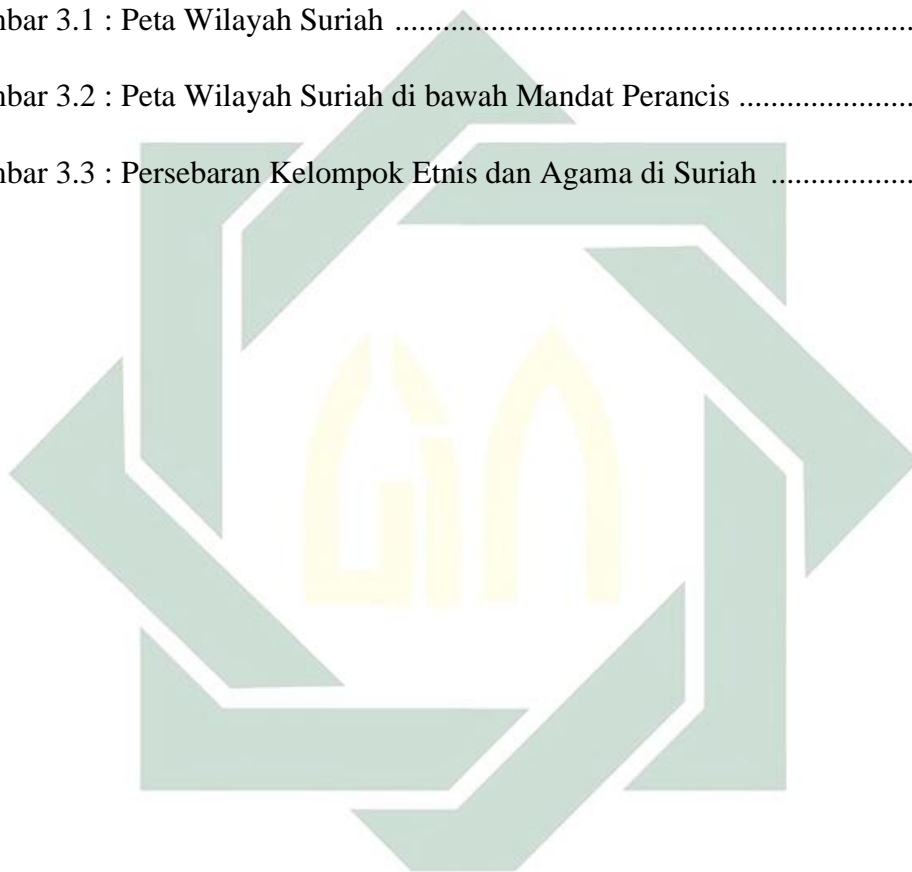 nbar 3.1 : Peta Wilayah Suriah ....................................................................
nbar 3.2 : Peta Wilayah Suriah di bawah Mandat Perancis ......................
nbar 3.3 : Persebaran Kelompok Etnis dan Agama di Suriah ..................